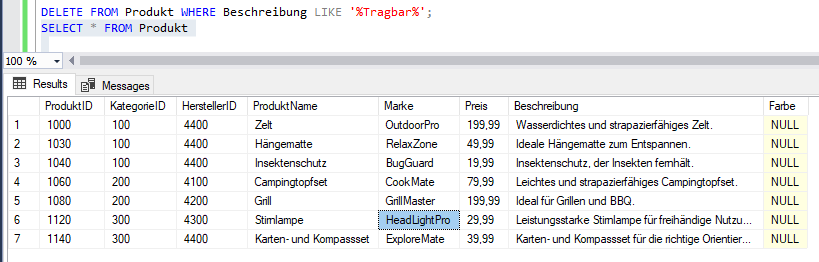 DELETE FROM Produkt WHERE Beschreibung LIKE '%Tragbar%';
SELECT * FROM Produkt
100 %
Results Messages
ProduktID KategorieID HerstellerID ProduktName Marke Preis Beschreibung Farbe
1 1000 100 4400 Zelt OutdoorPro 199,99 Wasserdichtes und strapazierfähiges Zelt. NULL
2 1030 100 4400 Hängematte RelaxZone 49,99 Ideale Hängematte zum Entspannen. NULL
3 1040 100 4400 Insektenschutz BugGuard 19,99 Insektenschutz, der Insekten fernhält. NULL
4 1060 200 4100 Campingtopfset CookMate 79,99 Leichtes und strapazierfähiges Campingtopfset. NULL
5 1080 200 4200 Grill GrillMaster 199,99 Ideal für Grillen und BBQ. NULL
6 1120 300 4300 Stirnlampe HeadLightPro 29,99 Leistungsstarke Stirnlampe für freihändige Nutzu... NULL
7 1140 300 4400 Karten- und Kompassset ExploreMate 39,99 Karten- und Kompassset für die richtige Orientier... NULL